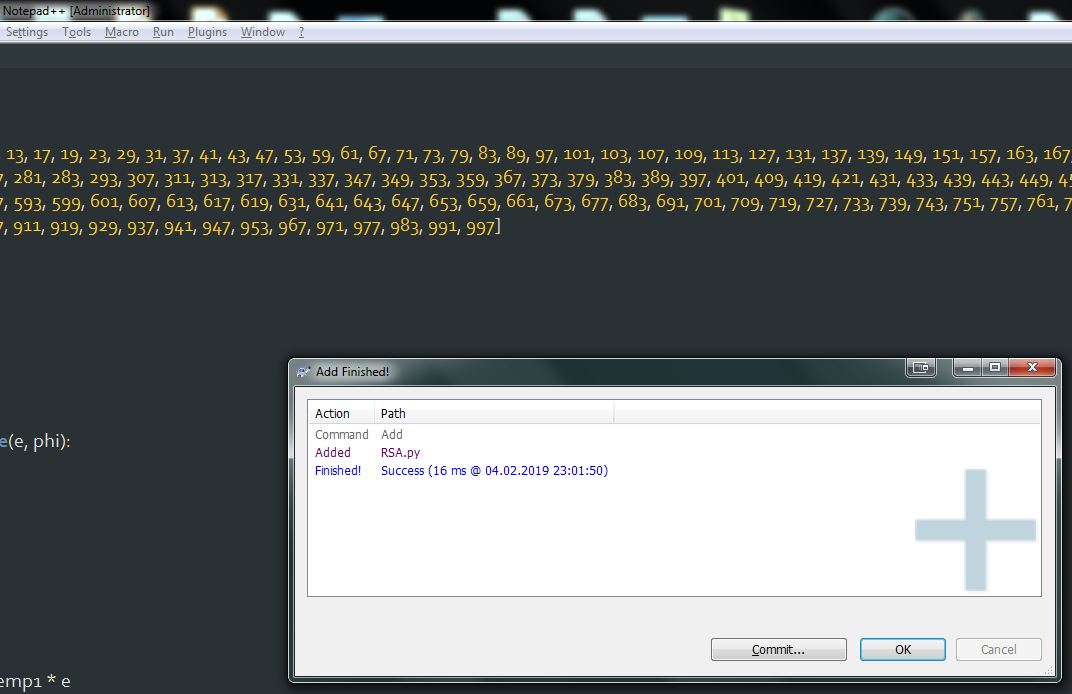 Notepad++ [Administrator]
Settings Tools Macro Run Plugins Window ?
13, 17, 19, 23, 29, 31, 37, 41, 43, 47, 53, 59, 61, 67, 71, 73, 79, 83, 89, 97, 101, 103, 107, 109, 113, 127, 131, 137, 139, 149, 151, 157, 163, 167,
, 281, 283, 293, 307, 311, 313, 317, 331, 337, 347, 349, 353, 359, 367, 373, 379, 383, 389, 397, 401, 409, 419, 421, 431, 433, 439, 443, 449,
, 593, 599, 601, 607, 613, 617, 619, 631, 641, 643, 647, 653, 659, 661, 673, 677, 683, 691, 701, 709, 719, 727, 733, 739, 743, 751, 757, 761,
, 911, 919, 929, 937, 941, 947, 953, 967, 971, 977, 983, 991, 997]
Add Finished!
Action Path
Command Add
Added RSA.py
Finished! Success (16 ms @ 04.02.2019 23:01:50)
e(e, phi):
Commit... OK Cancel
emp1 * e